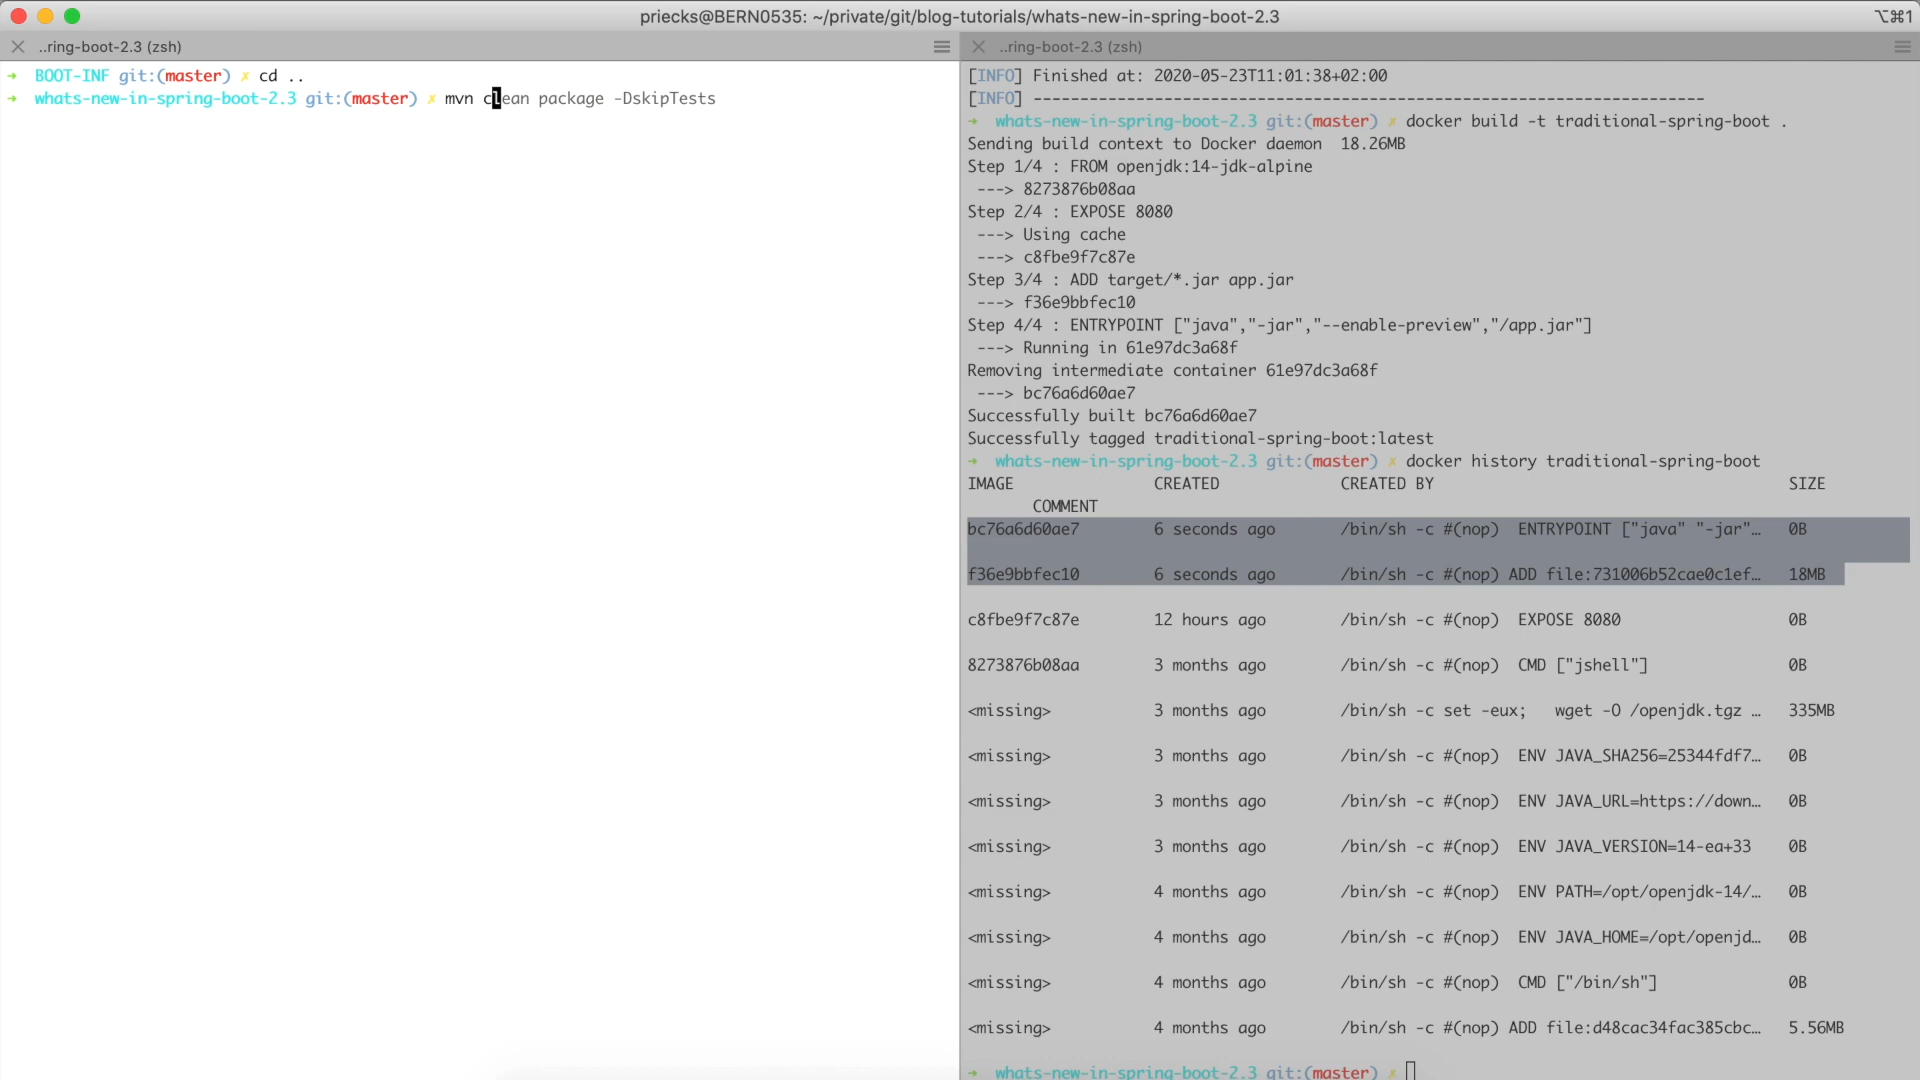 priecks@BERN0535: ~/private/git/blog-tutorials/whats-new-in-spring-boot-2.3
⌥⌘1
..ring-boot-2.3 (zsh)
➜ BOOT-INF git:(master) ✗ cd ..
➜ whats-new-in-spring-boot-2.3 git:(master) ✗ mvn clean package -DskipTests
..ring-boot-2.3 (zsh)
[INFO] Finished at: 2020-05-23T11:01:38+02:00
[INFO] ------------------------------------------------------------------------
➜ whats-new-in-spring-boot-2.3 git:(master) ✗ docker build -t traditional-spring-boot .
Sending build context to Docker daemon  18.26MB
Step 1/4 : FROM openjdk:14-jdk-alpine
---> 8273876b08aa
Step 2/4 : EXPOSE 8080
---> Using cache
---> c8fbe9f7c87e
Step 3/4 : ADD target/*.jar app.jar
---> f36e9bbfec10
Step 4/4 : ENTRYPOINT ["java","-jar","--enable-preview","/app.jar"]
---> Running in 61e97dc3a68f
Removing intermediate container 61e97dc3a68f
---> bc76a6d60ae7
Successfully built bc76a6d60ae7
Successfully tagged traditional-spring-boot:latest
➜ whats-new-in-spring-boot-2.3 git:(master) ✗ docker history traditional-spring-boot
IMAGE CREATED CREATED BY SIZE
COMMENT
bc76a6d60ae7 6 seconds ago /bin/sh -c #(nop)  ENTRYPOINT ["java" "-jar"… 0B
f36e9bbfec10 6 seconds ago /bin/sh -c #(nop) ADD file:731006b52cae0c1ef… 18MB
c8fbe9f7c87e 12 hours ago /bin/sh -c #(nop)  EXPOSE 8080 0B
8273876b08aa 3 months ago /bin/sh -c #(nop)  CMD ["jshell"] 0B
<missing> 3 months ago /bin/sh -c set -eux;   wget -O /openjdk.tgz … 335MB
<missing> 3 months ago /bin/sh -c #(nop)  ENV JAVA_SHA256=25344fdf7… 0B
<missing> 3 months ago /bin/sh -c #(nop)  ENV JAVA_URL=https://down… 0B
<missing> 3 months ago /bin/sh -c #(nop)  ENV JAVA_VERSION=14-ea+33 0B
<missing> 4 months ago /bin/sh -c #(nop)  ENV PATH=/opt/openjdk-14/… 0B
<missing> 4 months ago /bin/sh -c #(nop)  ENV JAVA_HOME=/opt/openjd… 0B
<missing> 4 months ago /bin/sh -c #(nop)  CMD ["/bin/sh"] 0B
<missing> 4 months ago /bin/sh -c #(nop) ADD file:d48cac34fac385cbc… 5.56MB
➜ whats-new-in-spring-boot-2.3 git:(master) ✗